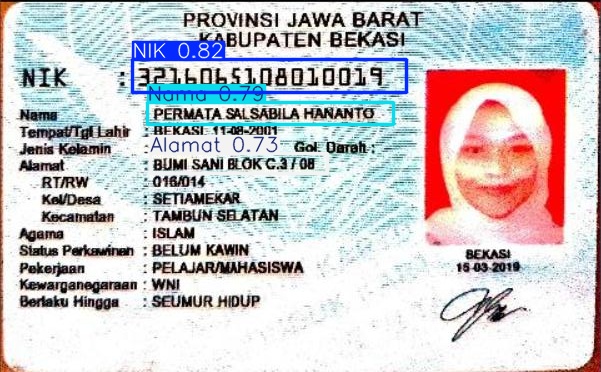 PROVINSI JAWA BARAT
KABUPATEN BEKASI
NIK 0.82
NIK : 3216065108010019
Nama 0.79
Nama : PERMATA SALSABILA HANANTO
Tempat/Tgl Lahir : BEKASI 11-08-2001
Jenis Kelamin : Gol. Darah :
Alamat 0.73
Alamat : BUMI SANI BLOK C.3 / 08
RT/RW : 016/014
Kel/Desa : SETIAMEKAR
Kecamatan : TAMBUN SELATAN
Agama : ISLAM
Status Perkawinan : BELUM KAWIN
Pekerjaan : PELAJAR/MAHASISWA
Kewarganegaraan : WNI
Berlaku Hingga : SEUMUR HIDUP
BEKASI
15-03-2019